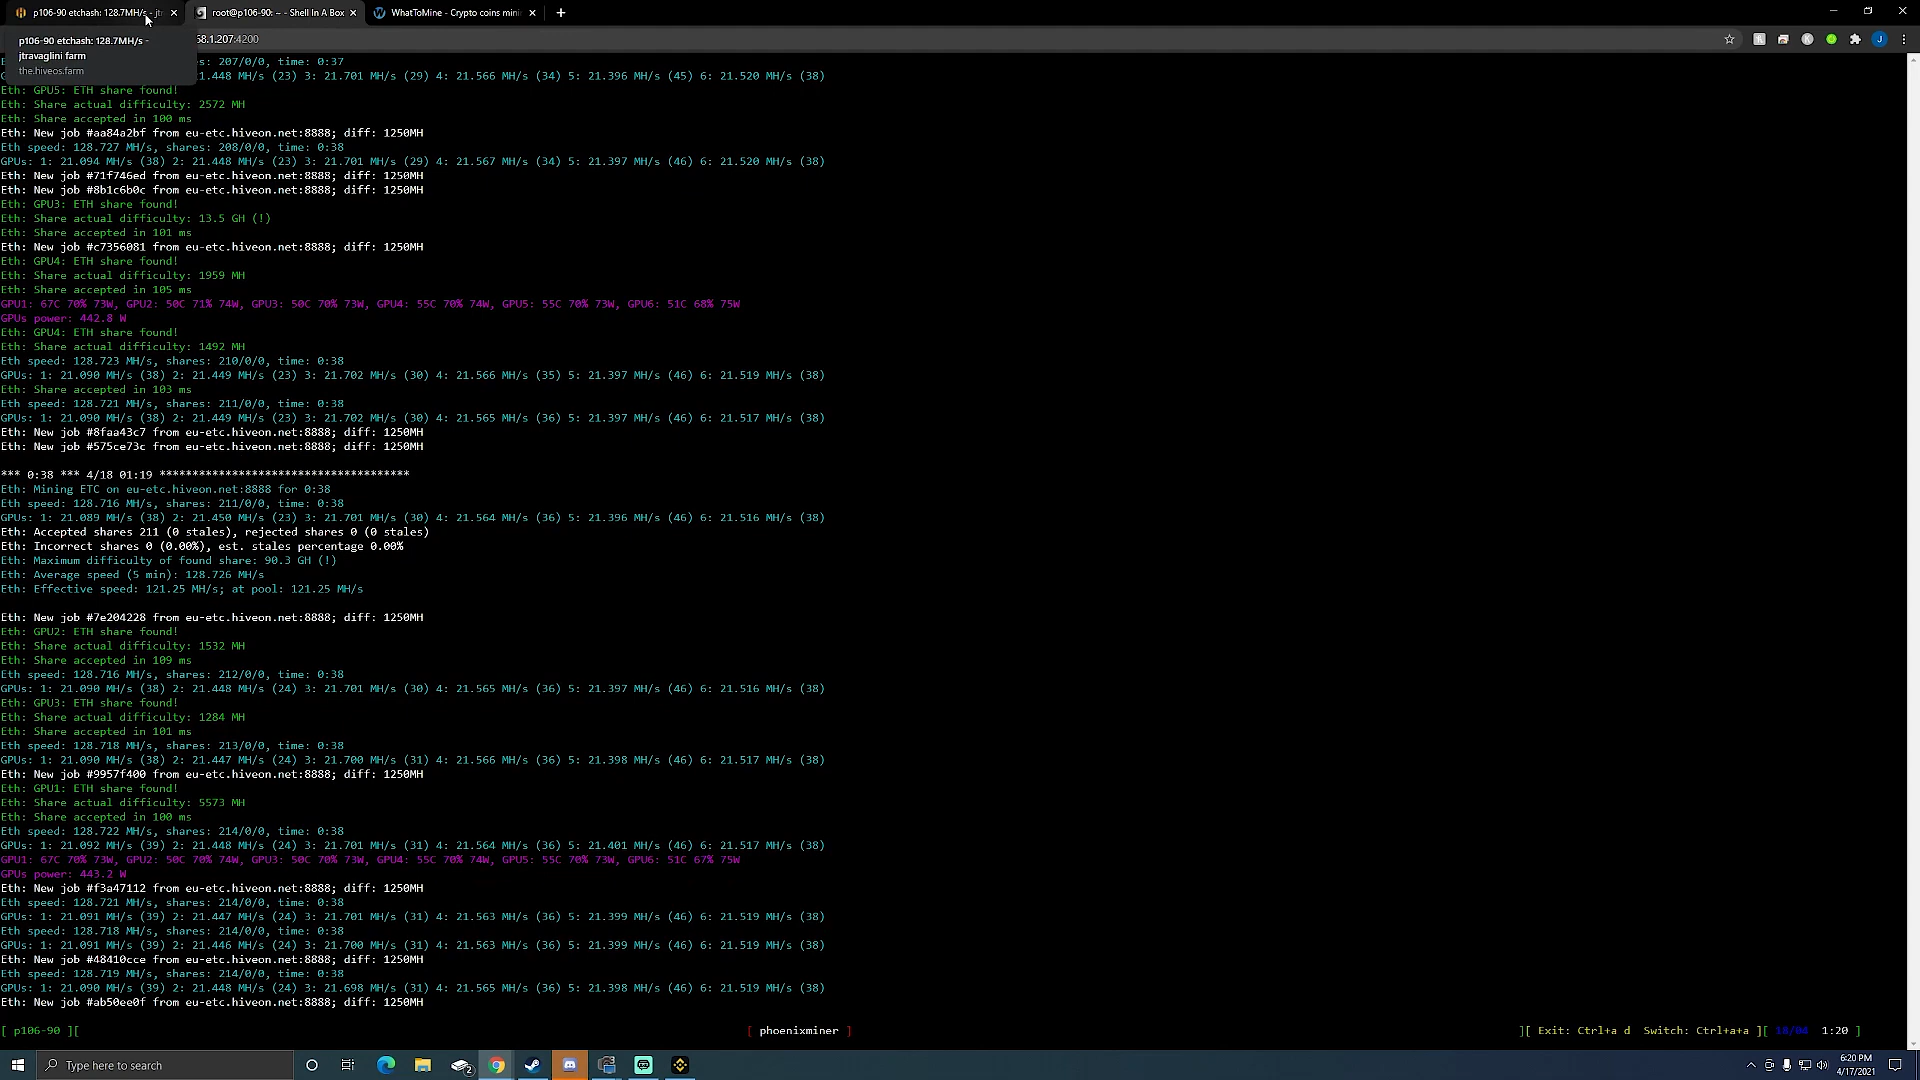 p106-90 etchash: 128.7MH/s - jtr
root@p106-90: ~ - Shell In A Box
WhatToMine - Crypto coins mini
68.1.207:4200
p106-90 etchash: 128.7MH/s -
jtravaglini farm
the.hiveos.farm
s: 207/0/0, time: 0:37
.448 MH/s (23) 3: 21.701 MH/s (29) 4: 21.566 MH/s (34) 5: 21.396 MH/s (45) 6: 21.520 MH/s (38)
Eth: GPU5: ETH share found!
Eth: Share actual difficulty: 2572 MH
Eth: Share accepted in 100 ms
Eth: New job #aa84a2bf from eu-etc.hiveon.net:8888; diff: 1250MH
Eth speed: 128.727 MH/s, shares: 208/0/0, time: 0:38
GPUs: 1: 21.094 MH/s (38) 2: 21.448 MH/s (23) 3: 21.701 MH/s (29) 4: 21.567 MH/s (34) 5: 21.397 MH/s (46) 6: 21.520 MH/s (38)
Eth: New job #71f746ed from eu-etc.hiveon.net:8888; diff: 1250MH
Eth: New job #8b1c6b0c from eu-etc.hiveon.net:8888; diff: 1250MH
Eth: GPU3: ETH share found!
Eth: Share actual difficulty: 13.5 GH (!)
Eth: Share accepted in 101 ms
Eth: New job #c7356081 from eu-etc.hiveon.net:8888; diff: 1250MH
Eth: GPU4: ETH share found!
Eth: Share actual difficulty: 1959 MH
Eth: Share accepted in 105 ms
GPU1: 67C 70% 73W, GPU2: 50C 71% 74W, GPU3: 50C 70% 73W, GPU4: 55C 70% 74W, GPU5: 55C 70% 73W, GPU6: 51C 68% 75W
GPUs power: 442.8 W
Eth: GPU4: ETH share found!
Eth: Share actual difficulty: 1492 MH
Eth speed: 128.723 MH/s, shares: 210/0/0, time: 0:38
GPUs: 1: 21.090 MH/s (38) 2: 21.449 MH/s (23) 3: 21.702 MH/s (30) 4: 21.566 MH/s (35) 5: 21.397 MH/s (46) 6: 21.519 MH/s (38)
Eth: Share accepted in 103 ms
Eth speed: 128.721 MH/s, shares: 211/0/0, time: 0:38
GPUs: 1: 21.090 MH/s (38) 2: 21.449 MH/s (23) 3: 21.702 MH/s (30) 4: 21.565 MH/s (36) 5: 21.397 MH/s (46) 6: 21.517 MH/s (38)
Eth: New job #8faa43c7 from eu-etc.hiveon.net:8888; diff: 1250MH
Eth: New job #575ce73c from eu-etc.hiveon.net:8888; diff: 1250MH
*** 0:38 *** 4/18 01:19 **************************************
Eth: Mining ETC on eu-etc.hiveon.net:8888 for 0:38
Eth speed: 128.716 MH/s, shares: 211/0/0, time: 0:38
GPUs: 1: 21.089 MH/s (38) 2: 21.450 MH/s (23) 3: 21.701 MH/s (30) 4: 21.564 MH/s (36) 5: 21.396 MH/s (46) 6: 21.516 MH/s (38)
Eth: Accepted shares 211 (0 stales), rejected shares 0 (0 stales)
Eth: Incorrect shares 0 (0.00%), est. stales percentage 0.00%
Eth: Maximum difficulty of found share: 90.3 GH (!)
Eth: Average speed (5 min): 128.726 MH/s
Eth: Effective speed: 121.25 MH/s; at pool: 121.25 MH/s
Eth: New job #7e204228 from eu-etc.hiveon.net:8888; diff: 1250MH
Eth: GPU2: ETH share found!
Eth: Share actual difficulty: 1532 MH
Eth: Share accepted in 109 ms
Eth speed: 128.716 MH/s, shares: 212/0/0, time: 0:38
GPUs: 1: 21.090 MH/s (38) 2: 21.448 MH/s (24) 3: 21.701 MH/s (30) 4: 21.565 MH/s (36) 5: 21.397 MH/s (46) 6: 21.516 MH/s (38)
Eth: GPU3: ETH share found!
Eth: Share actual difficulty: 1284 MH
Eth: Share accepted in 101 ms
Eth speed: 128.718 MH/s, shares: 213/0/0, time: 0:38
GPUs: 1: 21.090 MH/s (38) 2: 21.447 MH/s (24) 3: 21.700 MH/s (31) 4: 21.566 MH/s (36) 5: 21.398 MH/s (46) 6: 21.517 MH/s (38)
Eth: New job #9957f400 from eu-etc.hiveon.net:8888; diff: 1250MH
Eth: GPU1: ETH share found!
Eth: Share actual difficulty: 5573 MH
Eth: Share accepted in 100 ms
Eth speed: 128.722 MH/s, shares: 214/0/0, time: 0:38
GPUs: 1: 21.092 MH/s (39) 2: 21.448 MH/s (24) 3: 21.701 MH/s (31) 4: 21.564 MH/s (36) 5: 21.401 MH/s (46) 6: 21.517 MH/s (38)
GPU1: 67C 70% 73W, GPU2: 50C 70% 74W, GPU3: 50C 70% 73W, GPU4: 55C 70% 74W, GPU5: 55C 70% 73W, GPU6: 51C 67% 75W
GPUs power: 443.2 W
Eth: New job #f3a47112 from eu-etc.hiveon.net:8888; diff: 1250MH
Eth speed: 128.721 MH/s, shares: 214/0/0, time: 0:38
GPUs: 1: 21.091 MH/s (39) 2: 21.447 MH/s (24) 3: 21.701 MH/s (31) 4: 21.563 MH/s (36) 5: 21.399 MH/s (46) 6: 21.519 MH/s (38)
Eth speed: 128.718 MH/s, shares: 214/0/0, time: 0:38
GPUs: 1: 21.091 MH/s (39) 2: 21.446 MH/s (24) 3: 21.700 MH/s (31) 4: 21.563 MH/s (36) 5: 21.399 MH/s (46) 6: 21.519 MH/s (38)
Eth: New job #48410cce from eu-etc.hiveon.net:8888; diff: 1250MH
Eth speed: 128.719 MH/s, shares: 214/0/0, time: 0:38
GPUs: 1: 21.090 MH/s (39) 2: 21.448 MH/s (24) 3: 21.698 MH/s (31) 4: 21.565 MH/s (36) 5: 21.398 MH/s (46) 6: 21.519 MH/s (38)
Eth: New job #ab50ee0f from eu-etc.hiveon.net:8888; diff: 1250MH
[ p106-90 ][ [ phoenixminer ] ][ Exit: Ctrl+a d Switch: Ctrl+a+a ][ 18/04 1:20 ]
Type here to search
6:20 PM
4/17/2021